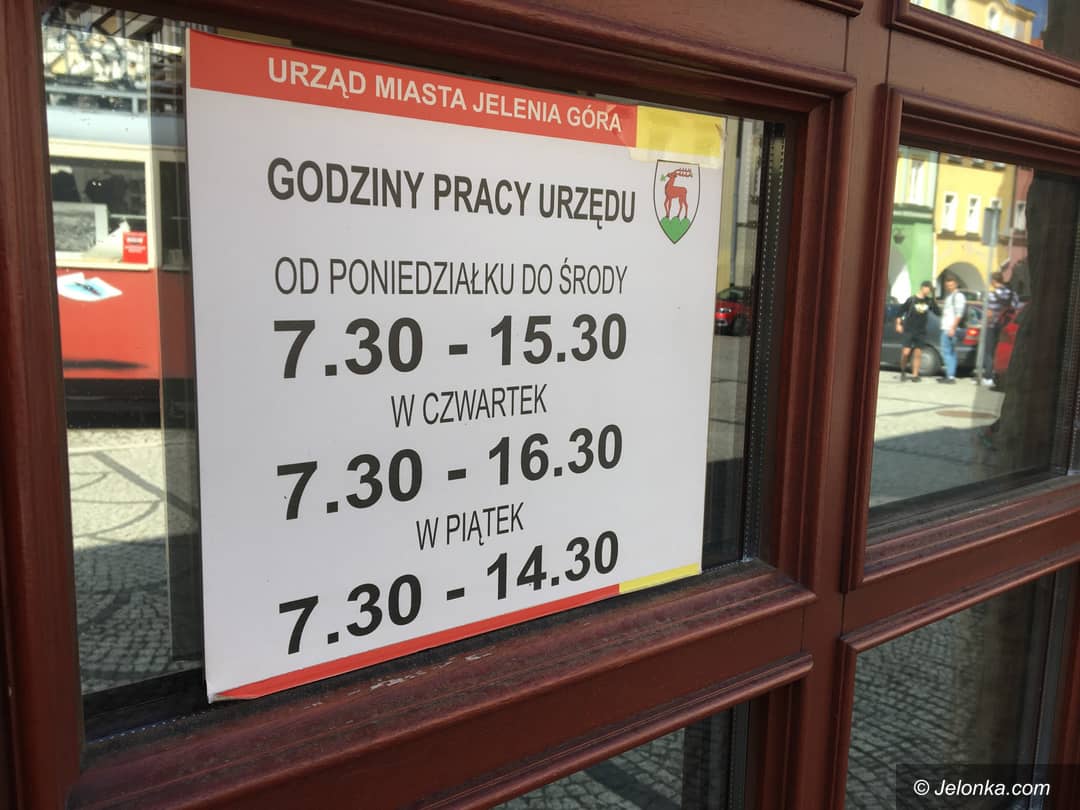 URZĄD MIASTA JELENIA GÓRA
GODZINY PRACY URZĘDU
OD PONIEDZIAŁKU DO ŚRODY
7.30 - 15.30
W CZWARTEK
7.30 - 16.30
W PIĄTEK
7.30 - 14.30
© Jelonka.com